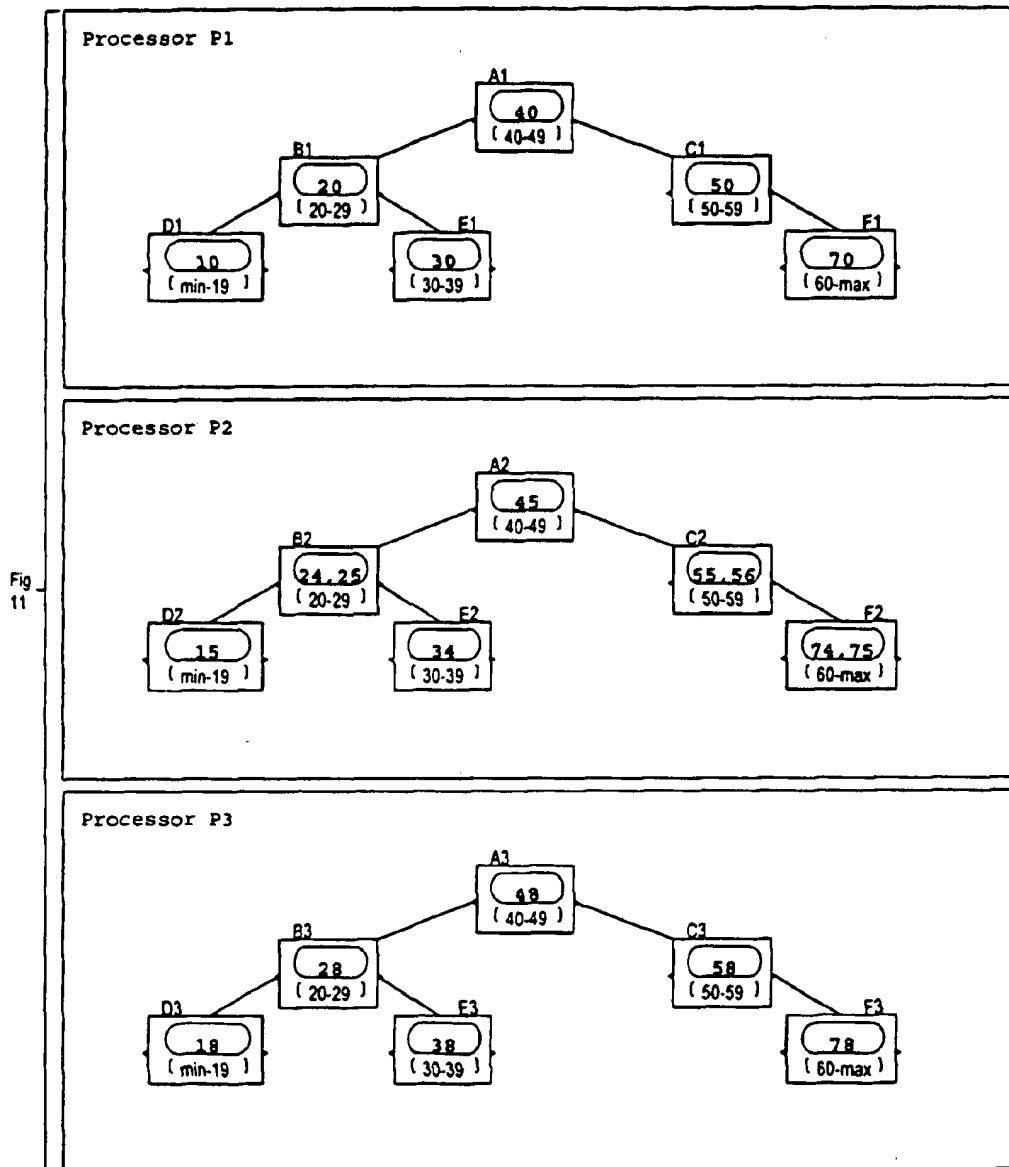 Processor P1
A1
40
( 40-49 )
B1
20
( 20-29 )
C1
50
( 50-59 )
D1
10
( min-19 )
E1
30
( 30-39 )
F1
70
( 60-max )
Processor P2
A2
45
( 40-49 )
B2
24,25
( 20-29 )
C2
55,56
( 50-59 )
Fig
11
D2
15
( min-19 )
E2
34
( 30-39 )
F2
74,75
( 60-max )
Processor P3
A3
48
( 40-49 )
B3
28
( 20-29 )
C3
58
( 50-59 )
D3
18
( min-19 )
E3
38
( 30-39 )
F3
78
( 60-max )